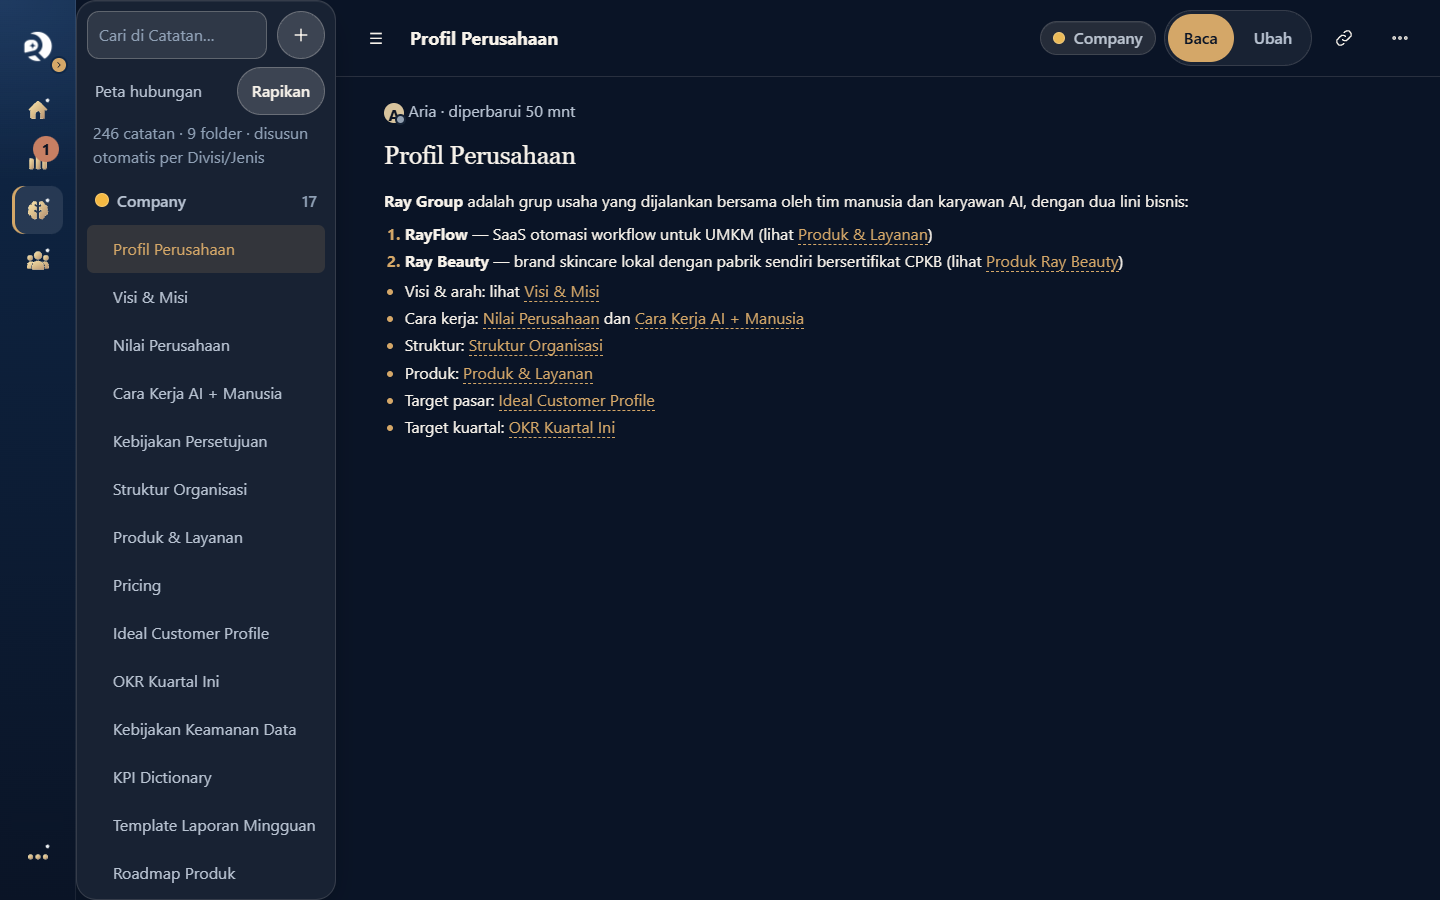 Cari di Catatan...
+
Peta hubungan
Rapikan
246 catatan · 9 folder · disusun
otomatis per Divisi/Jenis
1
Company 17
Profil Perusahaan
Visi & Misi
Nilai Perusahaan
Cara Kerja AI + Manusia
Kebijakan Persetujuan
Struktur Organisasi
Produk & Layanan
Pricing
Ideal Customer Profile
OKR Kuartal Ini
Kebijakan Keamanan Data
KPI Dictionary
Template Laporan Mingguan
Roadmap Produk
Profil Perusahaan
Company
Baca
Ubah
A
Aria · diperbarui 50 mnt
Profil Perusahaan
Ray Group adalah grup usaha yang dijalankan bersama oleh tim manusia dan karyawan AI, dengan dua lini bisnis:
1. RayFlow — SaaS otomasi workflow untuk UMKM (lihat Produk & Layanan)
2. Ray Beauty — brand skincare lokal dengan pabrik sendiri bersertifikat CPKB (lihat Produk Ray Beauty)
• Visi & arah: lihat Visi & Misi
• Cara kerja: Nilai Perusahaan dan Cara Kerja AI + Manusia
• Struktur: Struktur Organisasi
• Produk: Produk & Layanan
• Target pasar: Ideal Customer Profile
• Target kuartal: OKR Kuartal Ini